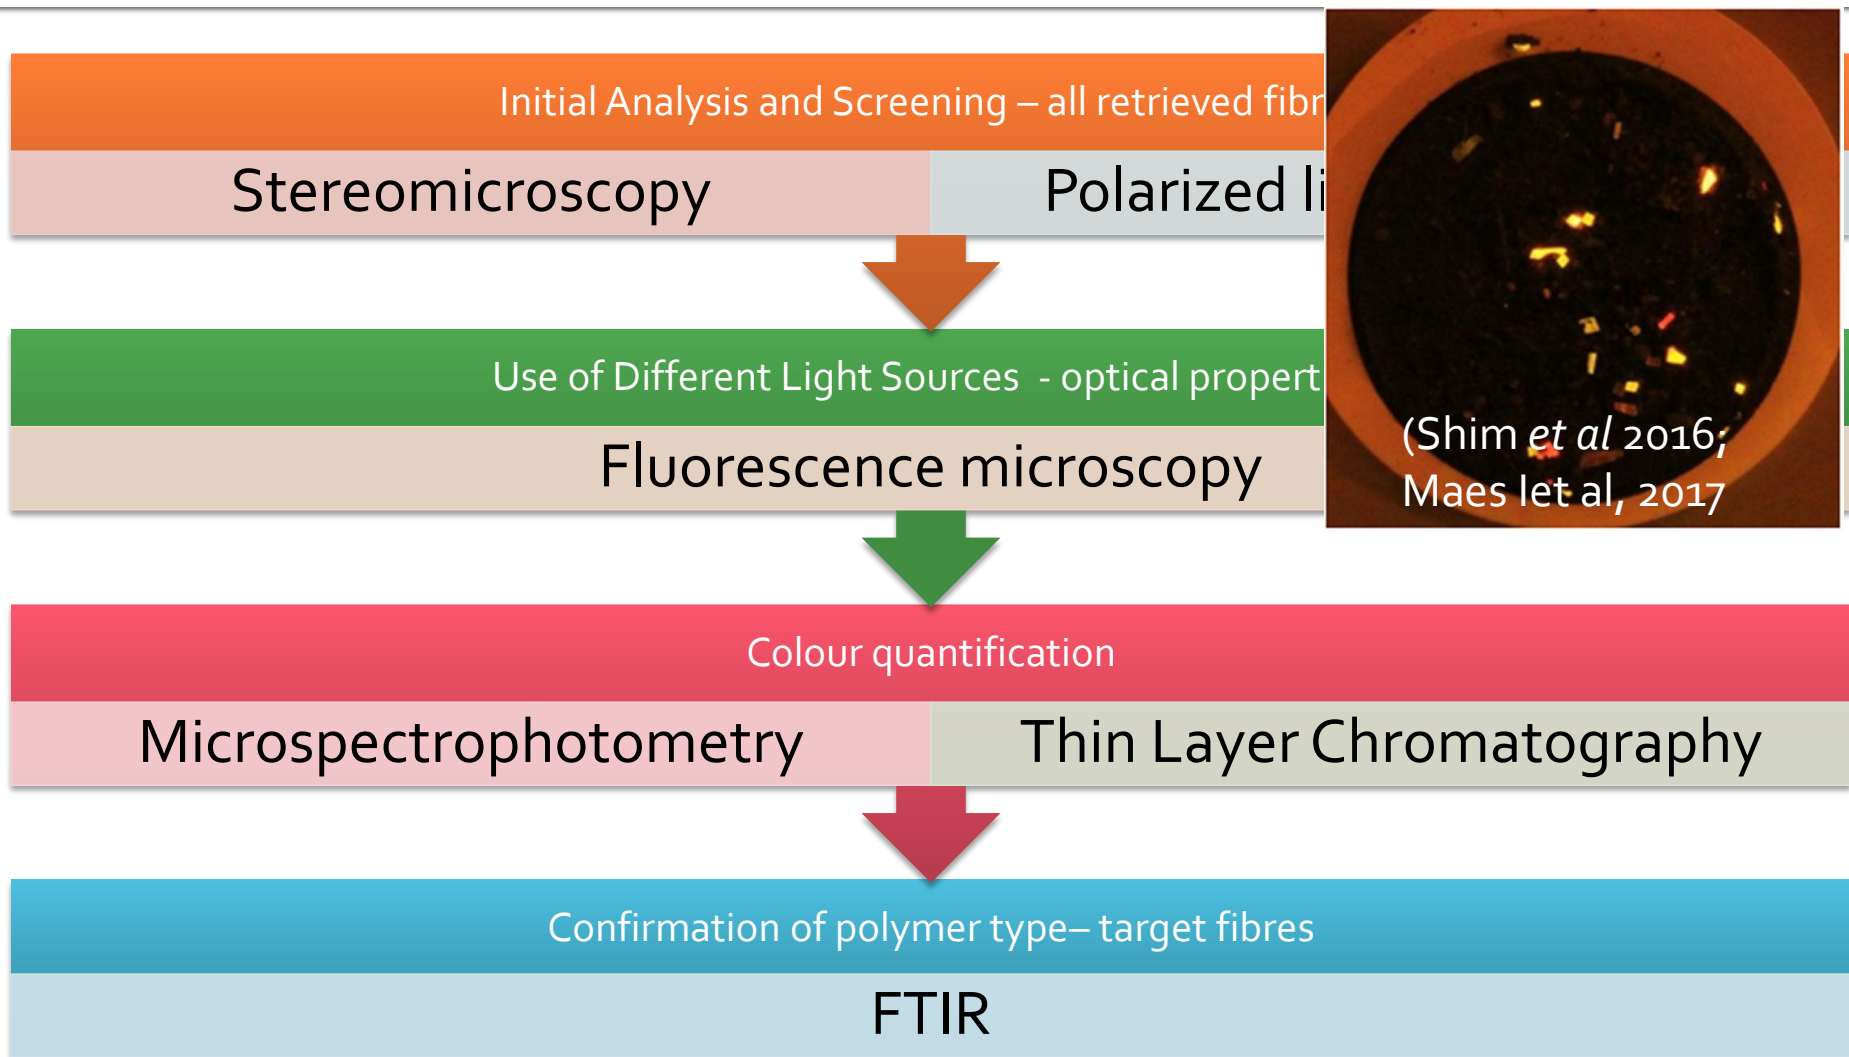 Initial Analysis and Screening – all retrieved fibr
Stereomicroscopy
Polarized li
Use of Different Light Sources - optical propert
Fluorescence microscopy
(Shim et al 2016;
Maes Iet al, 2017
Colour quantification
Microspectrophotometry
Thin Layer Chromatography
Confirmation of polymer type– target fibres
FTIR